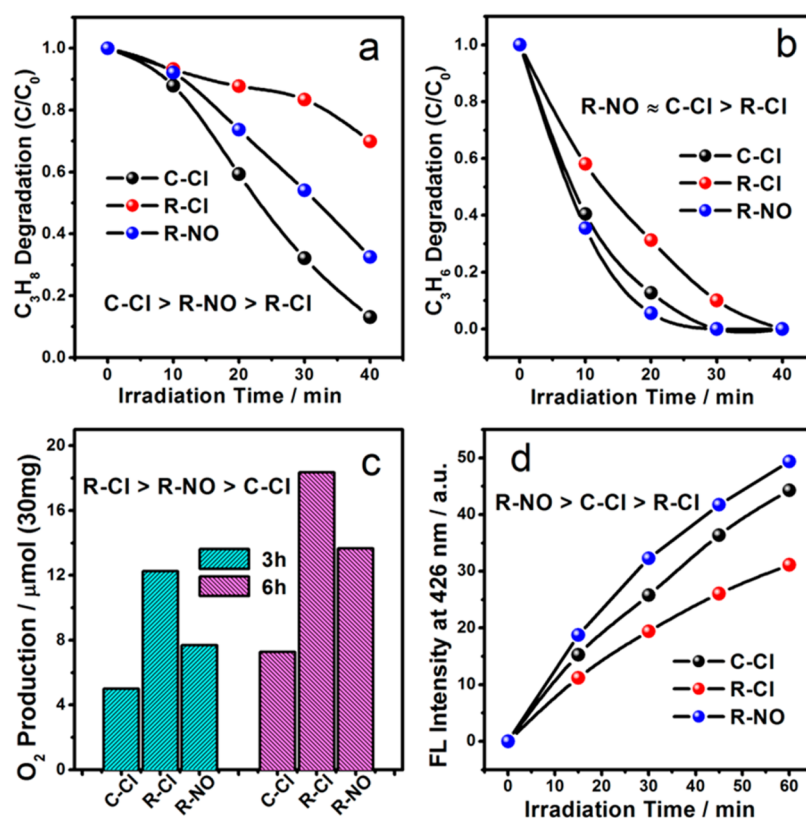 a
C₃H₈ Degradation (C/C₀)
1.0
0.8
0.6
0.4
0.2
0.0
C-Cl
R-Cl
R-NO
C-Cl > R-NO > R-Cl
0 10 20 30 40
Irradiation Time / min
b
C₃H₆ Degradation (C/C₀)
1.0
0.8
0.6
0.4
0.2
0.0
R-NO ≈ C-Cl > R-Cl
C-Cl
R-Cl
R-NO
0 10 20 30 40
Irradiation Time / min
c
O₂ Production / μmol (30mg)
20
16
12
8
4
0
R-Cl > R-NO > C-Cl
3h
6h
C-Cl R-Cl R-NO C-Cl R-Cl R-NO
d
FL Intensity at 426 nm / a.u.
50
40
30
20
10
0
R-NO > C-Cl > R-Cl
C-Cl
R-Cl
R-NO
0 10 20 30 40 50 60
Irradiation Time / min